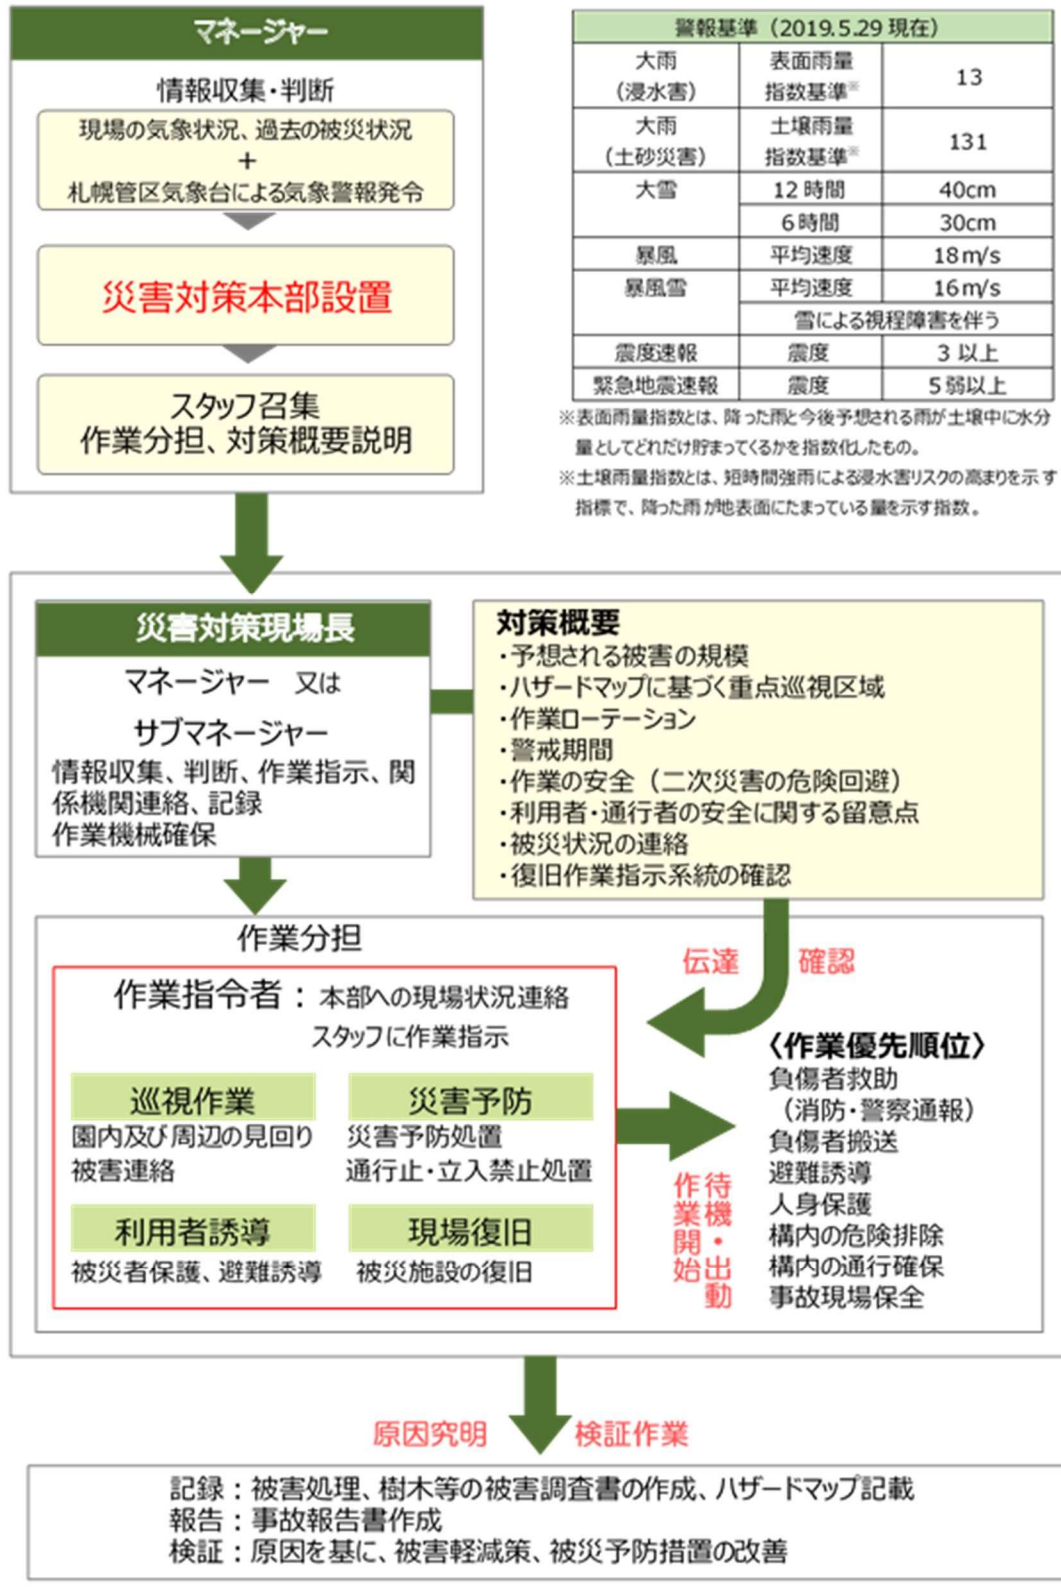 マネージャー
情報収集・判断
現場の気象状況、過去の被災状況
+
札幌管区気象台による気象警報発令
災害対策本部設置
スタッフ召集
作業分担、対策概要説明
警報基準（2019.5.29 現在）
大雨 表面雨量 13
（浸水害） 指数基準※
大雨 土壌雨量 131
（土砂災害） 指数基準※
大雪 12時間 40cm
6時間 30cm
暴風 平均速度 18m/s
暴風雪 平均速度 16m/s
雪による視程障害を伴う
震度速報 震度 3 以上
緊急地震速報 震度 5弱以上
※表面雨量指数とは、降った雨と今後予想される雨が土壌中に水分
量としてどれだけ貯まってくるかを指数化したもの。
※土壌雨量指数とは、短時間強雨による浸水害リスクの高まりを示す
指標で、降った雨が地表面にたまっている量を示す指数。
災害対策現場長
マネージャー 又は
サブマネージャー
情報収集、判断、作業指示、関
係機関連絡、記録
作業機械確保
対策概要
・予想される被害の規模
・ハザードマップに基づく重点巡視区域
・作業ローテーション
・警戒期間
・作業の安全（二次災害の危険回避）
・利用者・通行者の安全に関する留意点
・被災状況の連絡
・復旧作業指示系統の確認
伝達 確認
作業分担
作業指令者：本部への現場状況連絡
スタッフに作業指示
巡視作業
園内及び周辺の見回り
被害連絡
災害予防
災害予防処置
通行止・立入禁止処置
利用者誘導
被災者保護、避難誘導
現場復旧
被災施設の復旧
待機・出動
作業開始
〈作業優先順位〉
負傷者救助
（消防・警察通報）
負傷者搬送
避難誘導
人身保護
構内の危険排除
構内の通行確保
事故現場保全
原因究明 検証作業
記録：被害処理、樹木等の被害調査書の作成、ハザードマップ記載
報告：事故報告書作成
検証：原因を基に、被害軽減策、被災予防措置の改善